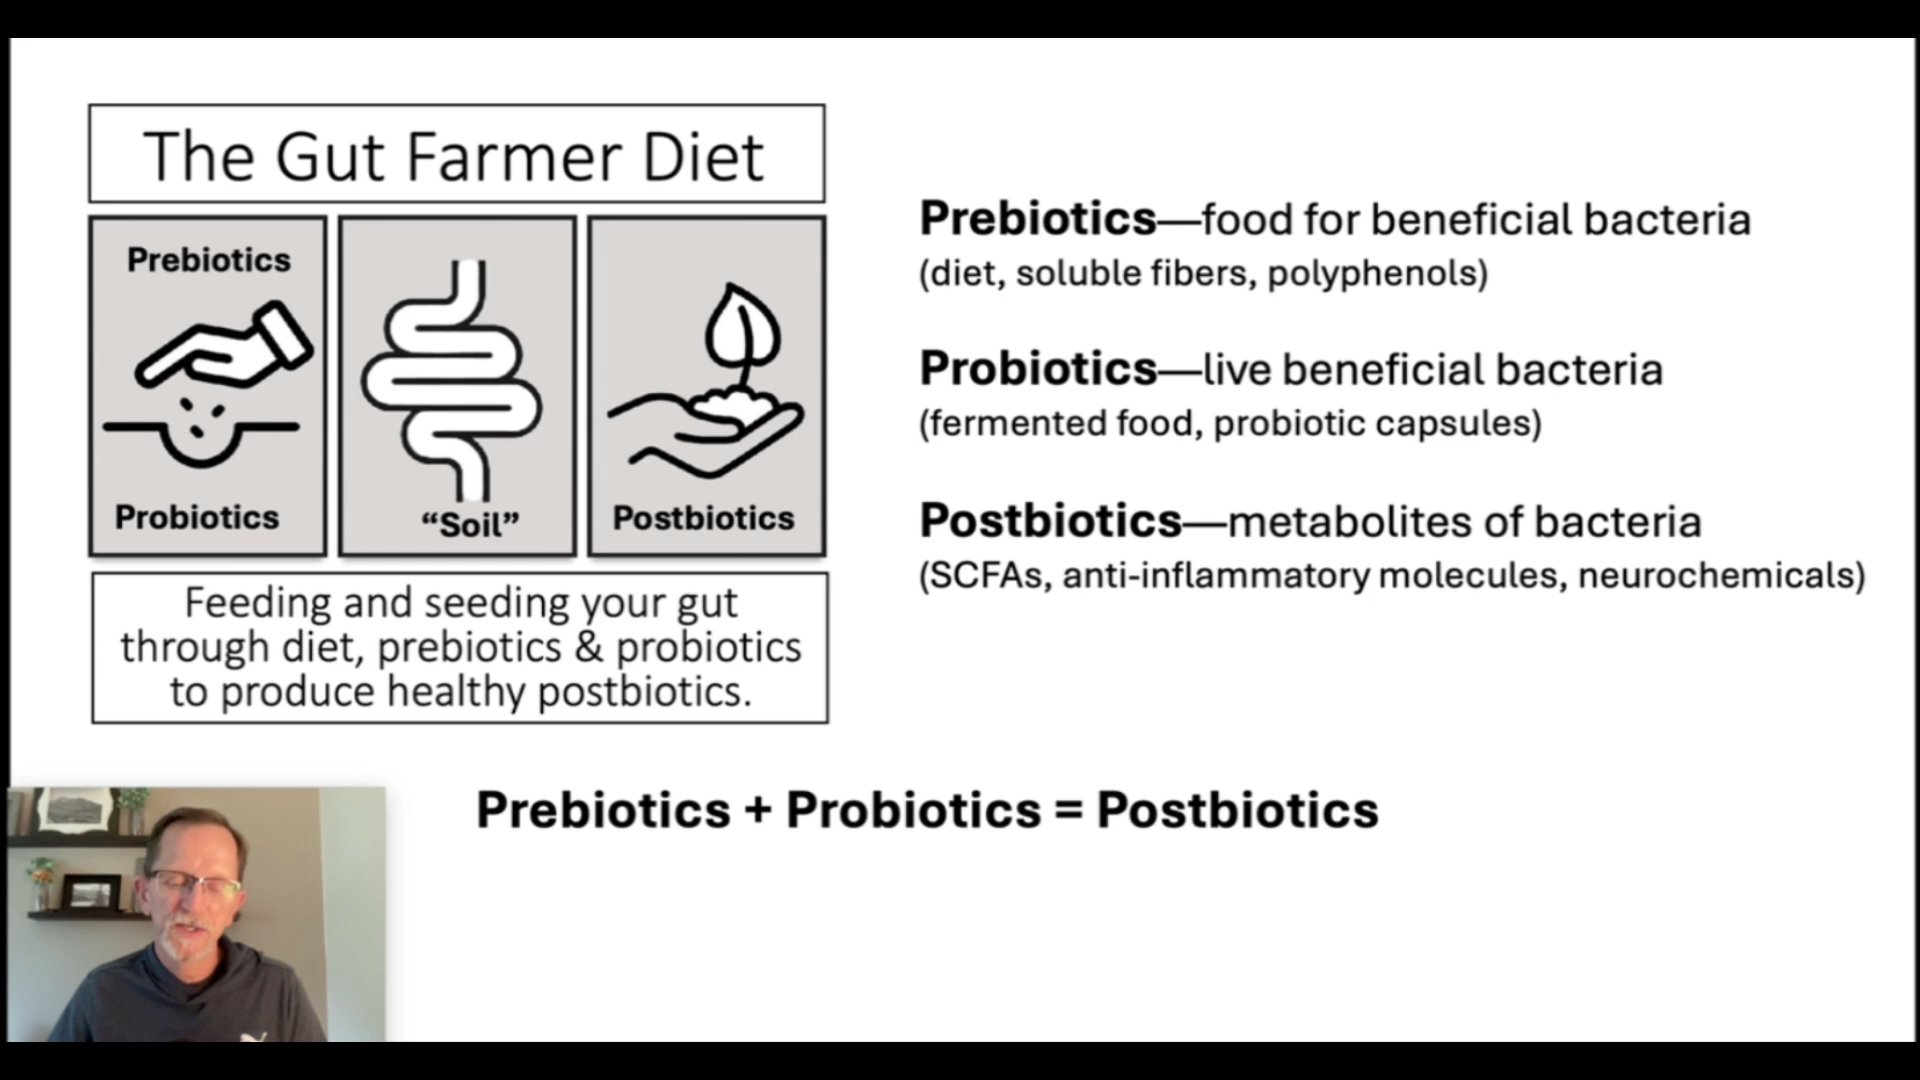 The Gut Farmer Diet
Prebiotics
Probiotics
“Soil”
Postbiotics
Feeding and seeding your gut
through diet, prebiotics & probiotics
to produce healthy postbiotics.
Prebiotics—food for beneficial bacteria
(diet, soluble fibers, polyphenols)
Probiotics—live beneficial bacteria
(fermented food, probiotic capsules)
Postbiotics—metabolites of bacteria
(SCFAs, anti-inflammatory molecules, neurochemicals)
Prebiotics + Probiotics = Postbiotics